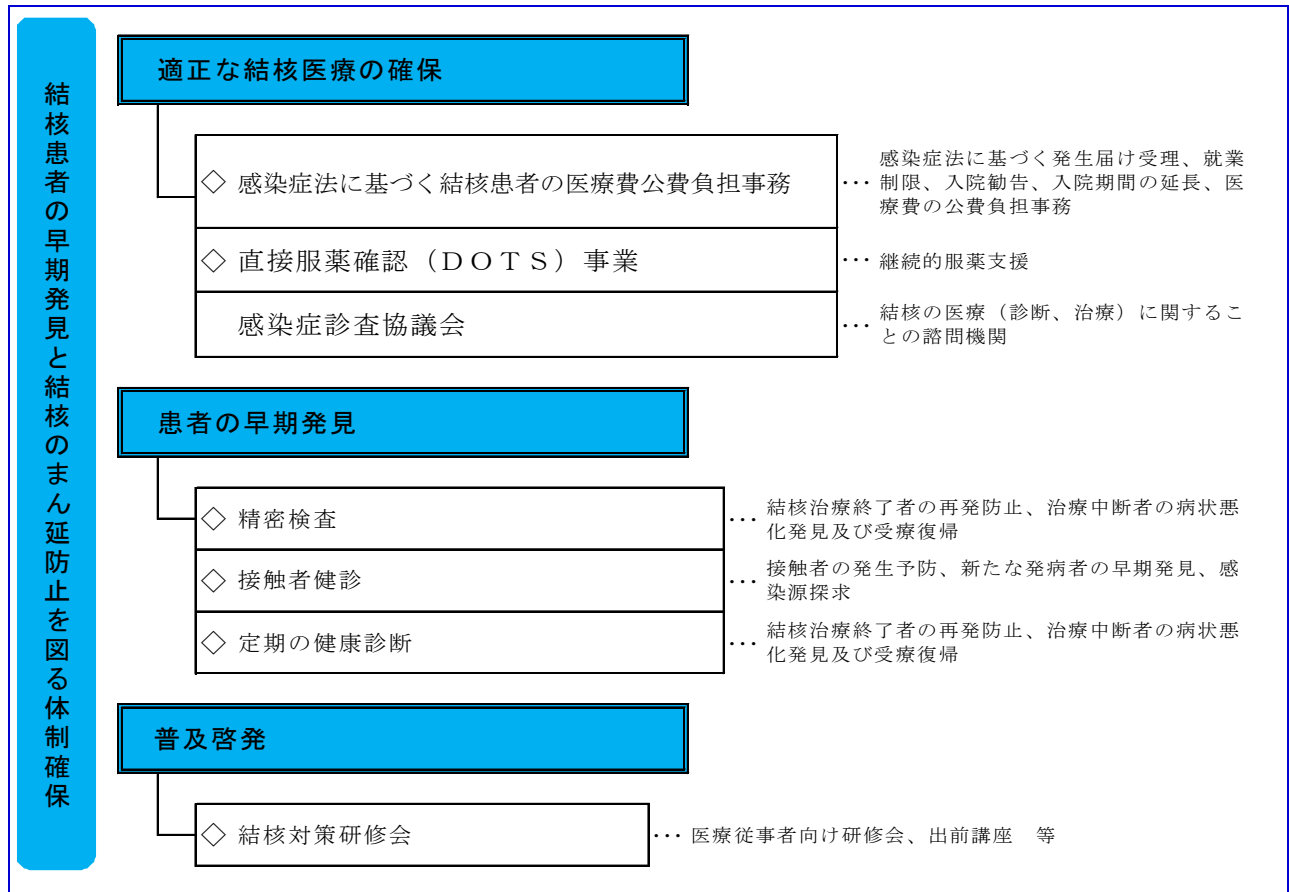 結核患者の早期発見と結核のまん延防止を図る体制確保
適正な結核医療の確保
◇ 感染症法に基づく結核患者の医療費公費負担事務
･･･ 感染症法に基づく発生届け受理、就業
制限、入院勧告、入院期間の延長、医
療費の公費負担事務
◇ 直接服薬確認（ＤＯＴＳ）事業
･･･ 継続的服薬支援
感染症診査協議会
･･･ 結核の医療（診断、治療）に関するこ
との諮問機関
患者の早期発見
◇ 精密検査
･･･ 結核治療終了者の再発防止、治療中断者の病状悪
化発見及び受療復帰
◇ 接触者健診
･･･ 接触者の発生予防、新たな発病者の早期発見、感
染源探求
◇ 定期の健康診断
･･･ 結核治療終了者の再発防止、治療中断者の病状悪
化発見及び受療復帰
普及啓発
◇ 結核対策研修会
･･･ 医療従事者向け研修会、出前講座　等